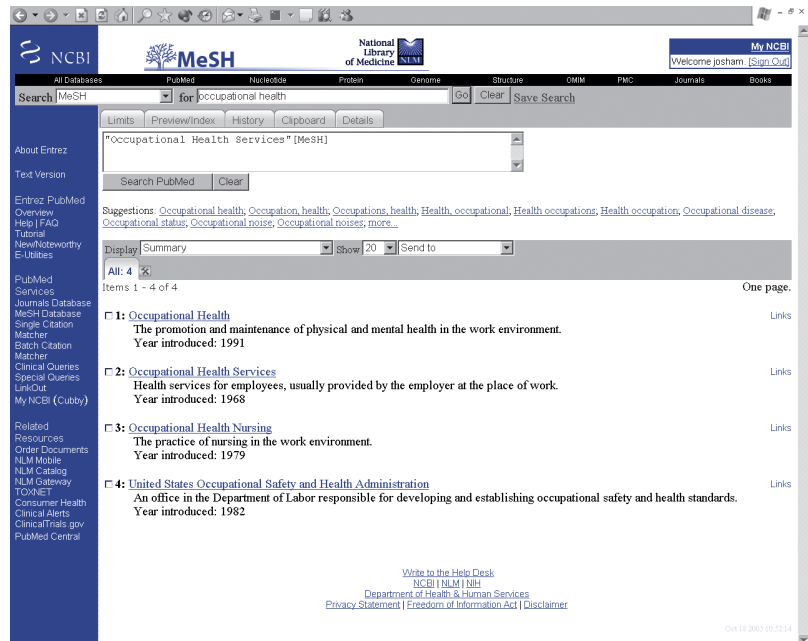 NCBI
MeSH
National
Library
of Medicine NLM
My NCBI
Welcome josham. [Sign Out]
All Databases PubMed Nucleotide Protein Genome Structure OMIM PMC Journals Books
Search MeSH for occupational health Go Clear Save Search
Limits Preview/Index History Clipboard Details
"Occupational Health Services"[MeSH]
Search PubMed Clear
Suggestions: Occupational health; Occupation, health; Occupations, health; Health, occupational; Health occupations; Health occupation; Occupational disease;
Occupational status; Occupational noise; Occupational noises; more...
Display Summary Show 20 Send to
All: 4
Items 1 - 4 of 4 One page.
1: Occupational Health Links
The promotion and maintenance of physical and mental health in the work environment.
Year introduced: 1991
2: Occupational Health Services Links
Health services for employees, usually provided by the employer at the place of work.
Year introduced: 1968
3: Occupational Health Nursing Links
The practice of nursing in the work environment.
Year introduced: 1979
4: United States Occupational Safety and Health Administration Links
An office in the Department of Labor responsible for developing and establishing occupational safety and health standards.
Year introduced: 1982
About Entrez
Text Version
Entrez PubMed
Overview
Help | FAQ
Tutorial
New/Noteworthy
E-Utilities
PubMed
Services
Journals Database
MeSH Database
Single Citation
Matcher
Batch Citation
Matcher
Clinical Queries
Special Queries
LinkOut
My NCBI (Cubby)
Related
Resources
Order Documents
NLM Mobile
NLM Catalog
NLM Gateway
TOXNET
Consumer Health
Clinical Alerts
ClinicalTrials.gov
PubMed Central
Write to the Help Desk
NCBI | NLM | NIH
Department of Health & Human Services
Privacy Statement | Freedom of Information Act | Disclaimer
Oct 18 2005 10:52:14